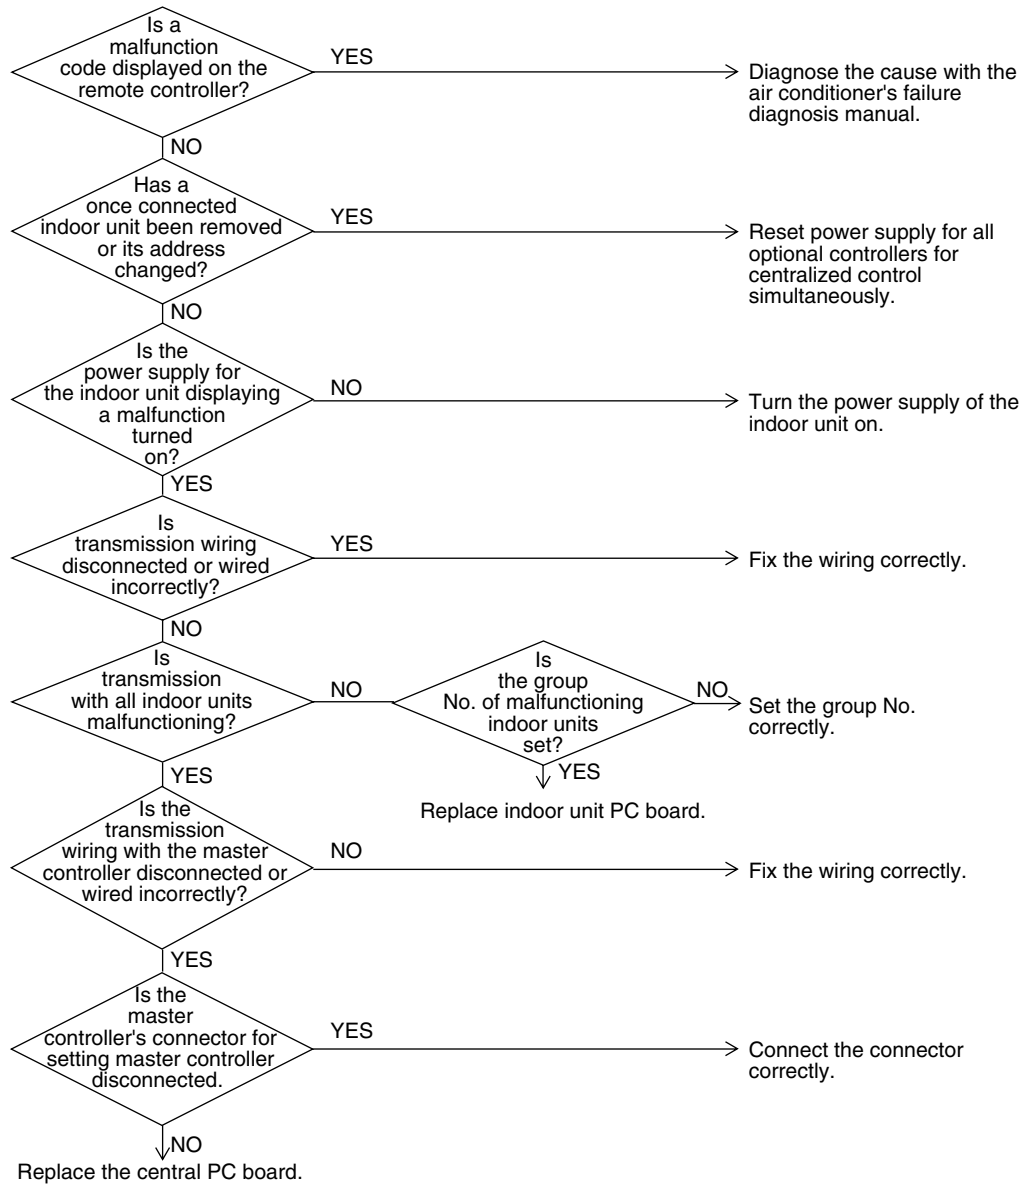 Is a
malfunction
code displayed on the
remote controller?
YES
Diagnose the cause with the
air conditioner's failure
diagnosis manual.
NO
Has a
once connected
indoor unit been removed
or its address
changed?
YES
Reset power supply for all
optional controllers for
centralized control
simultaneously.
NO
Is the
power supply for
the indoor unit displaying
a malfunction
turned
on?
NO
Turn the power supply of the
indoor unit on.
YES
Is
transmission wiring
disconnected or wired
incorrectly?
YES
Fix the wiring correctly.
NO
Is
transmission
with all indoor units
malfunctioning?
NO
Is
the group
No. of malfunctioning
indoor units
set?
NO
Set the group No.
correctly.
YES
Replace indoor unit PC board.
YES
Is the
transmission
wiring with the master
controller disconnected or
wired incorrectly?
NO
Fix the wiring correctly.
YES
Is the
master
controller's connector for
setting master controller
disconnected.
YES
Connect the connector
correctly.
NO
Replace the central PC board.